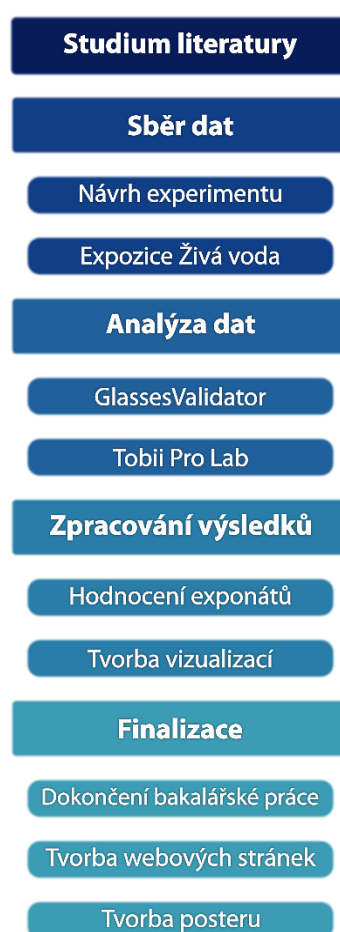 Studium literatury
Sběr dat
Návrh experimentu
Expozice Živá voda
Analýza dat
GlassesValidator
Tobii Pro Lab
Zpracování výsledků
Hodnocení exponátů
Tvorba vizualizací
Finalizace
Dokončení bakalářské práce
Tvorba webových stránek
Tvorba posteru